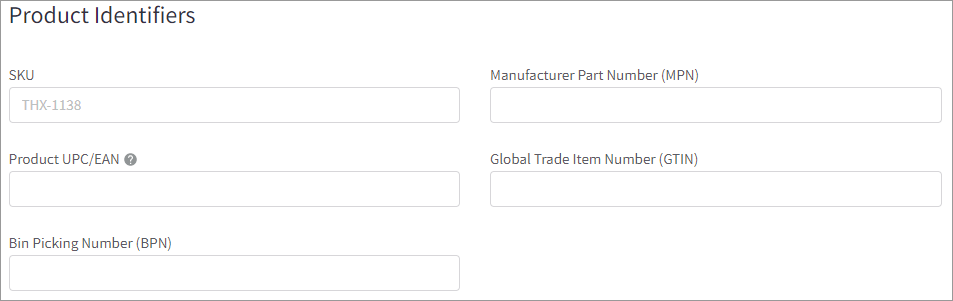 Product Identifiers
SKU
Manufacturer Part Number (MPN)
THX-1138
Product UPC/EAN ?
Global Trade Item Number (GTIN)
Bin Picking Number (BPN)